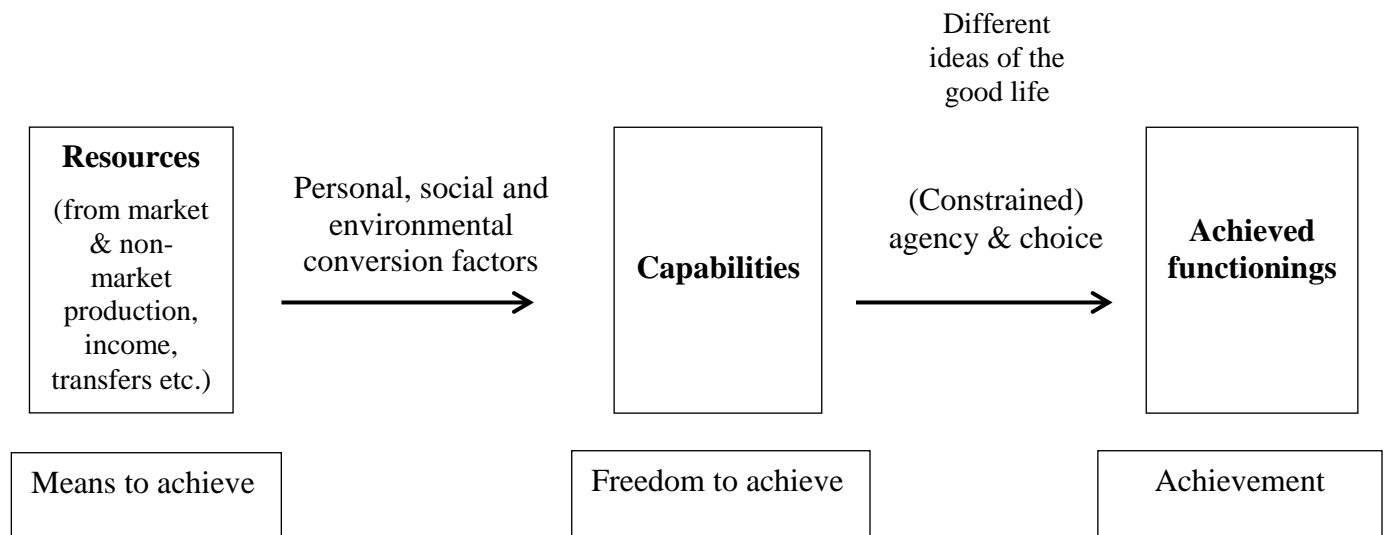 Different
ideas of the
good life
Resources
(from market
& non-
market
production,
income,
transfers etc.)
Personal, social and
environmental
conversion factors
Capabilities
(Constrained)
agency & choice
Achieved
functionings
Means to achieve
Freedom to achieve
Achievement